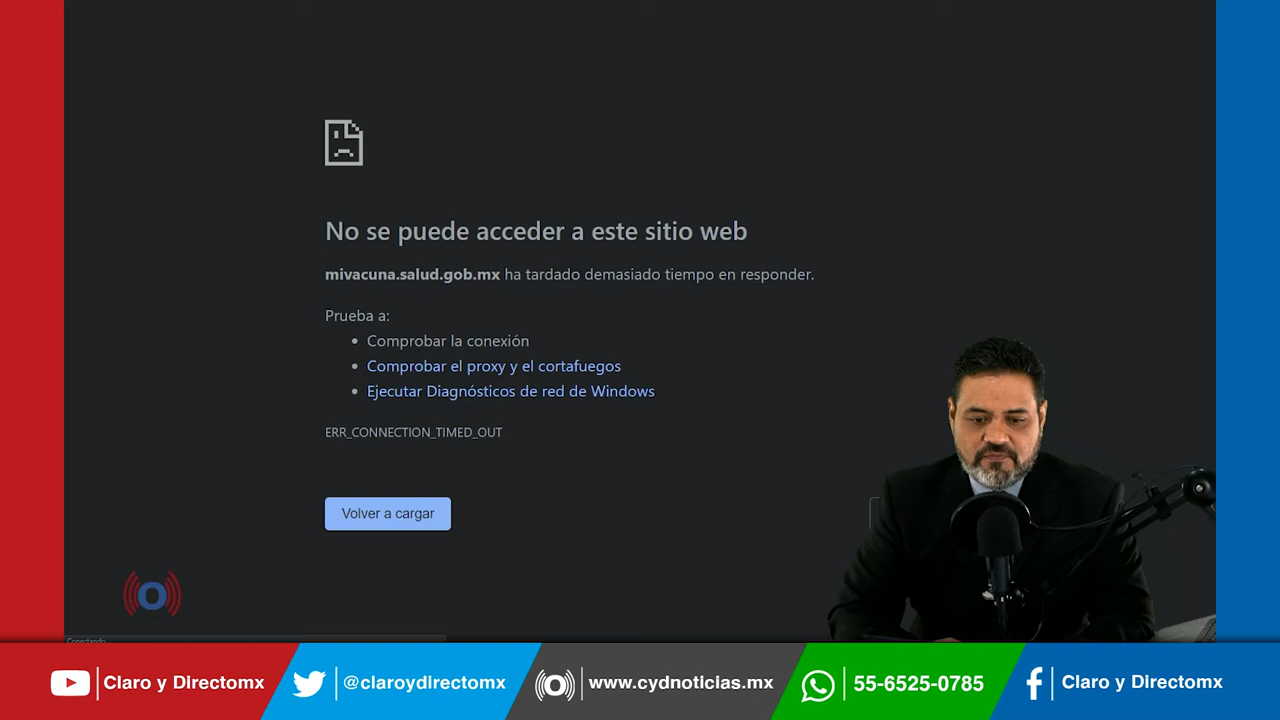 No se puede acceder a este sitio web
mivacuna.salud.gob.mx ha tardado demasiado tiempo en responder.
Prueba a:
• Comprobar la conexión
• Comprobar el proxy y el cortafuegos
• Ejecutar Diagnósticos de red de Windows
ERR_CONNECTION_TIMED_OUT
Volver a cargar
Conectando...
Claro y Directomx
@claroydirectomx
www.cydnoticias.mx
55-6525-0785
Claro y Directomx